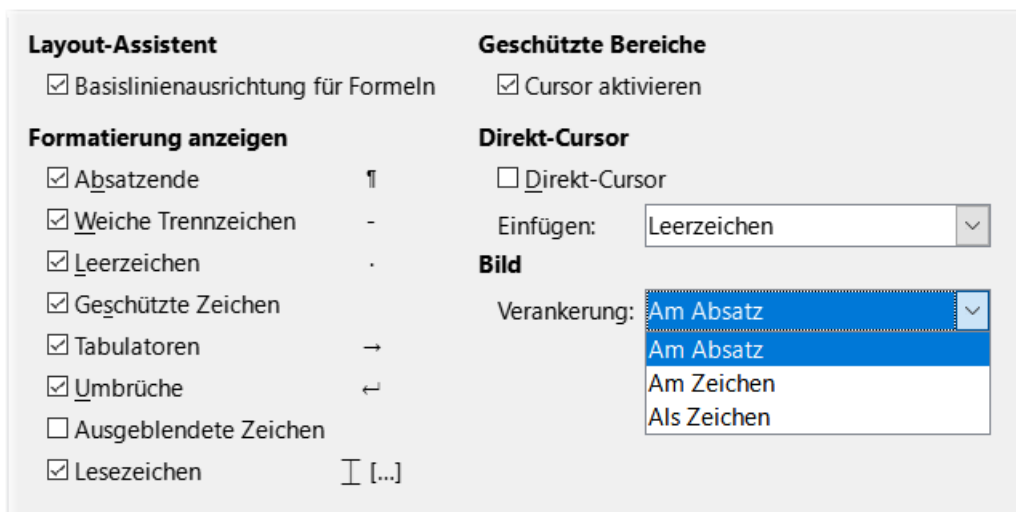 Layout-Assistent
Basislinienausrichtung für Formeln
Formatierung anzeigen
Absatzende ¶
Weiche Trennzeichen -
Leerzeichen ·
Geschützte Zeichen
Tabulatoren →
Umbrüche ↵
Ausgeblendete Zeichen
Lesezeichen ⌶ [...]
Geschützte Bereiche
Cursor aktivieren
Direkt-Cursor
Direkt-Cursor
Einfügen: Leerzeichen
Bild
Verankerung: Am Absatz
Am Absatz
Am Zeichen
Als Zeichen